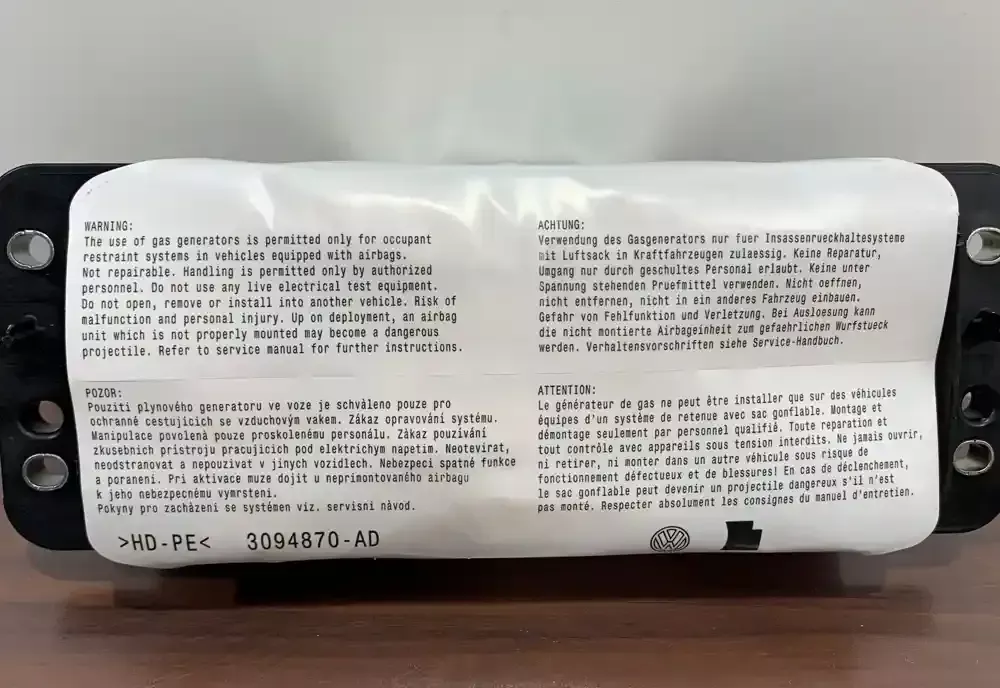 WARNING:
The use of gas generators is permitted only for occupant
restraint systems in vehicles equipped with airbags.
Not repairable. Handling is permitted only by authorized
personnel. Do not use any live electrical test equipment.
Do not open, remove or install into another vehicle. Risk of
malfunction and personal injury. Up on deployment, an airbag
unit which is not properly mounted may become a dangerous
projectile. Refer to service manual for further instructions.
ACHTUNG:
Verwendung des Gasgenerators nur fuer Insassenrueckhaltesysteme
mit Luftsack in Kraftfahrzeugen zulaessig. Keine Reparatur,
Umgang nur durch geschultes Personal erlaubt. Keine unter
Spannung stehenden Pruefmittel verwenden. Nicht oeffnen,
nicht entfernen, nicht in ein anderes Fahrzeug einbauen.
Gefahr von Fehlfunktion und Verletzung. Bei Ausloesung kann
die nicht montierte Airbageinheit zum gefaehrlichen Wurfstueck
werden. Verhaltensvorschriften siehe Service-Handbuch.
POZOR:
Pouziti plynového generatoru ve voze je schvàleno pouze pro
ochranné cestujicich se vzduchovým vakem. Zákaz opravování systému.
Manipulace povolená pouze proskolenému personálu. Zákaz pouzívání
zkusebních pristroju pracujících pod elektrichym napetim. Neotevirat,
neodstranovat a nepouzivat v jiných vozidlech. Nebezpeci spatné funkce
a poraneni. Pri aktivace muze dojit u neprimontovaného airbagu
k jeho nebezpecnému vymrsteni.
Pokyny pro zacházení se systémen viz. servisní návod.
ATTENTION:
Le générateur de gas ne peut être installer que sur des véhicules
équipes d'un système de retenue avec sac gonflable. Montage et
démontage seulement par personnel qualifié. Toute reparation et
tout contrôle avec appareils sous tension interdits. Ne jamais ouvrir,
ni retirer, ni monter dans un autre véhicule sous risque de
fonctionnement défectueux et de blessures! En cas de déclenchement,
le sac gonflable peut devenir un projectile dangereux s'il n'est
pas monté. Respecter absolument les consignes du manuel d'entretien.
>HD-PE< 3094870-AD